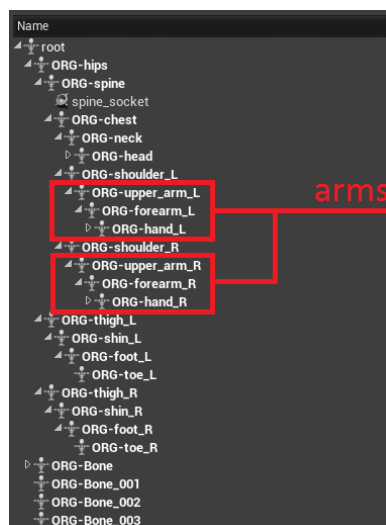 Name
root
ORG-hips
ORG-spine
spine_socket
ORG-chest
ORG-neck
ORG-head
ORG-shoulder_L
ORG-upper_arm_L
arms
ORG-forearm_L
ORG-hand_L
ORG-shoulder_R
ORG-upper_arm_R
ORG-forearm_R
ORG-hand_R
ORG-thigh_L
ORG-shin_L
ORG-foot_L
ORG-toe_L
ORG-thigh_R
ORG-shin_R
ORG-foot_R
ORG-toe_R
ORG-Bone
ORG-Bone_001
ORG-Bone_002
ORG-Bone_003